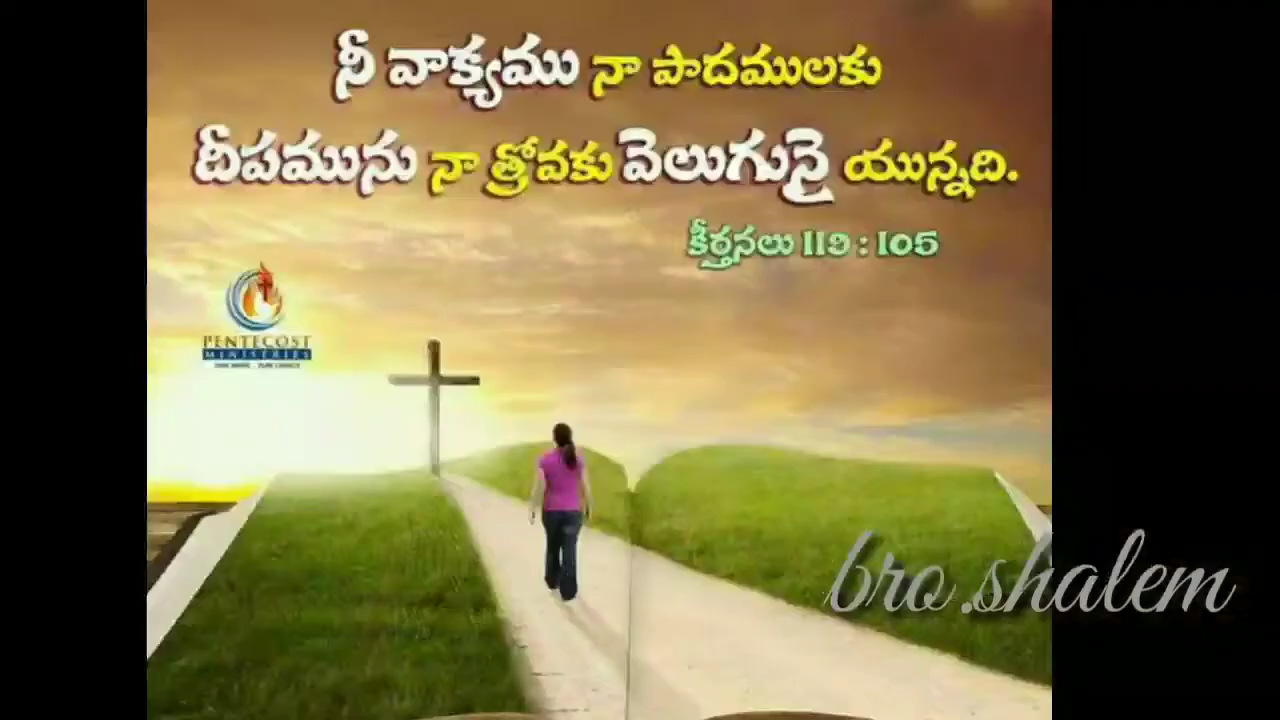 నీ వాక్యము నా పాదములకు
దీపమును నా త్రోవకు వెలుగునై యున్నది.
కీర్తనలు 119 : 105
PENTECOST
MINISTRIES
bro.shalem